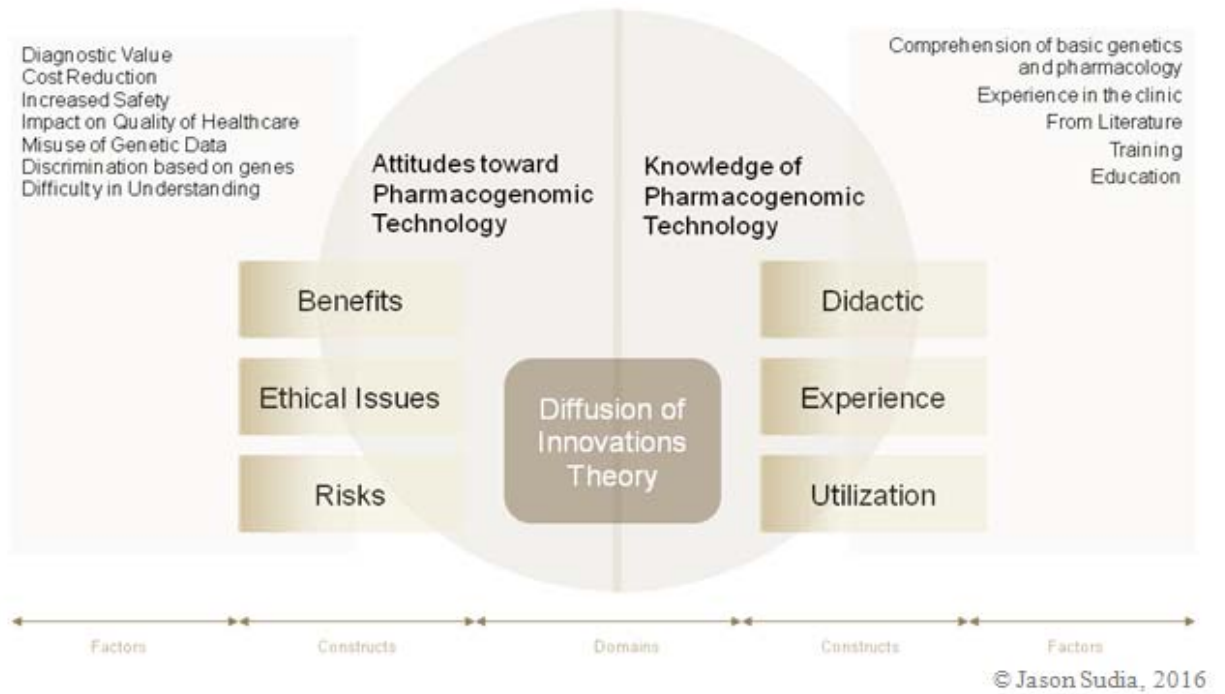 Diagnostic Value
Cost Reduction
Increased Safety
Impact on Quality of Healthcare
Misuse of Genetic Data
Discrimination based on genes
Difficulty in Understanding
Attitudes toward
Pharmacogenomic
Technology
Benefits
Ethical Issues
Risks
Diffusion of
Innovations
Theory
Knowledge of
Pharmacogenomic
Technology
Didactic
Experience
Utilization
Comprehension of basic genetics
and pharmacology
Experience in the clinic
From Literature
Training
Education
Factors
Constructs
Domains
Constructs
Factors
© Jason Sudia, 2016